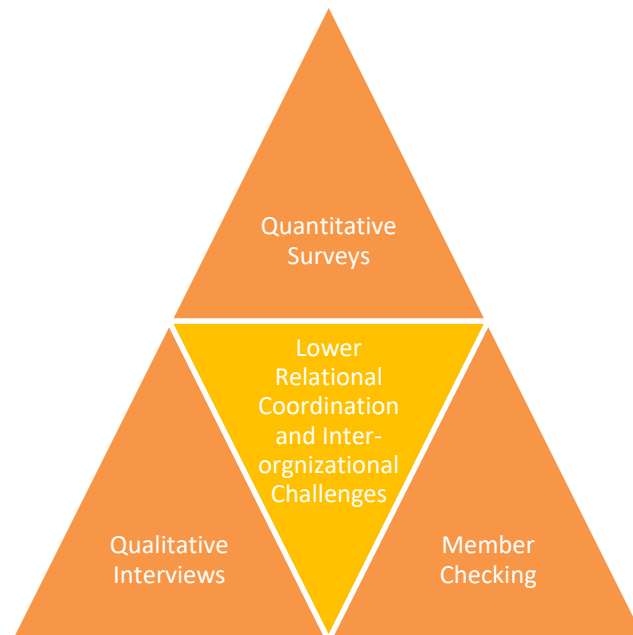 Quantitative
Surveys
Lower
Relational
Coordination
and Inter-
orgnizational
Challenges
Qualitative
Interviews
Member
Checking